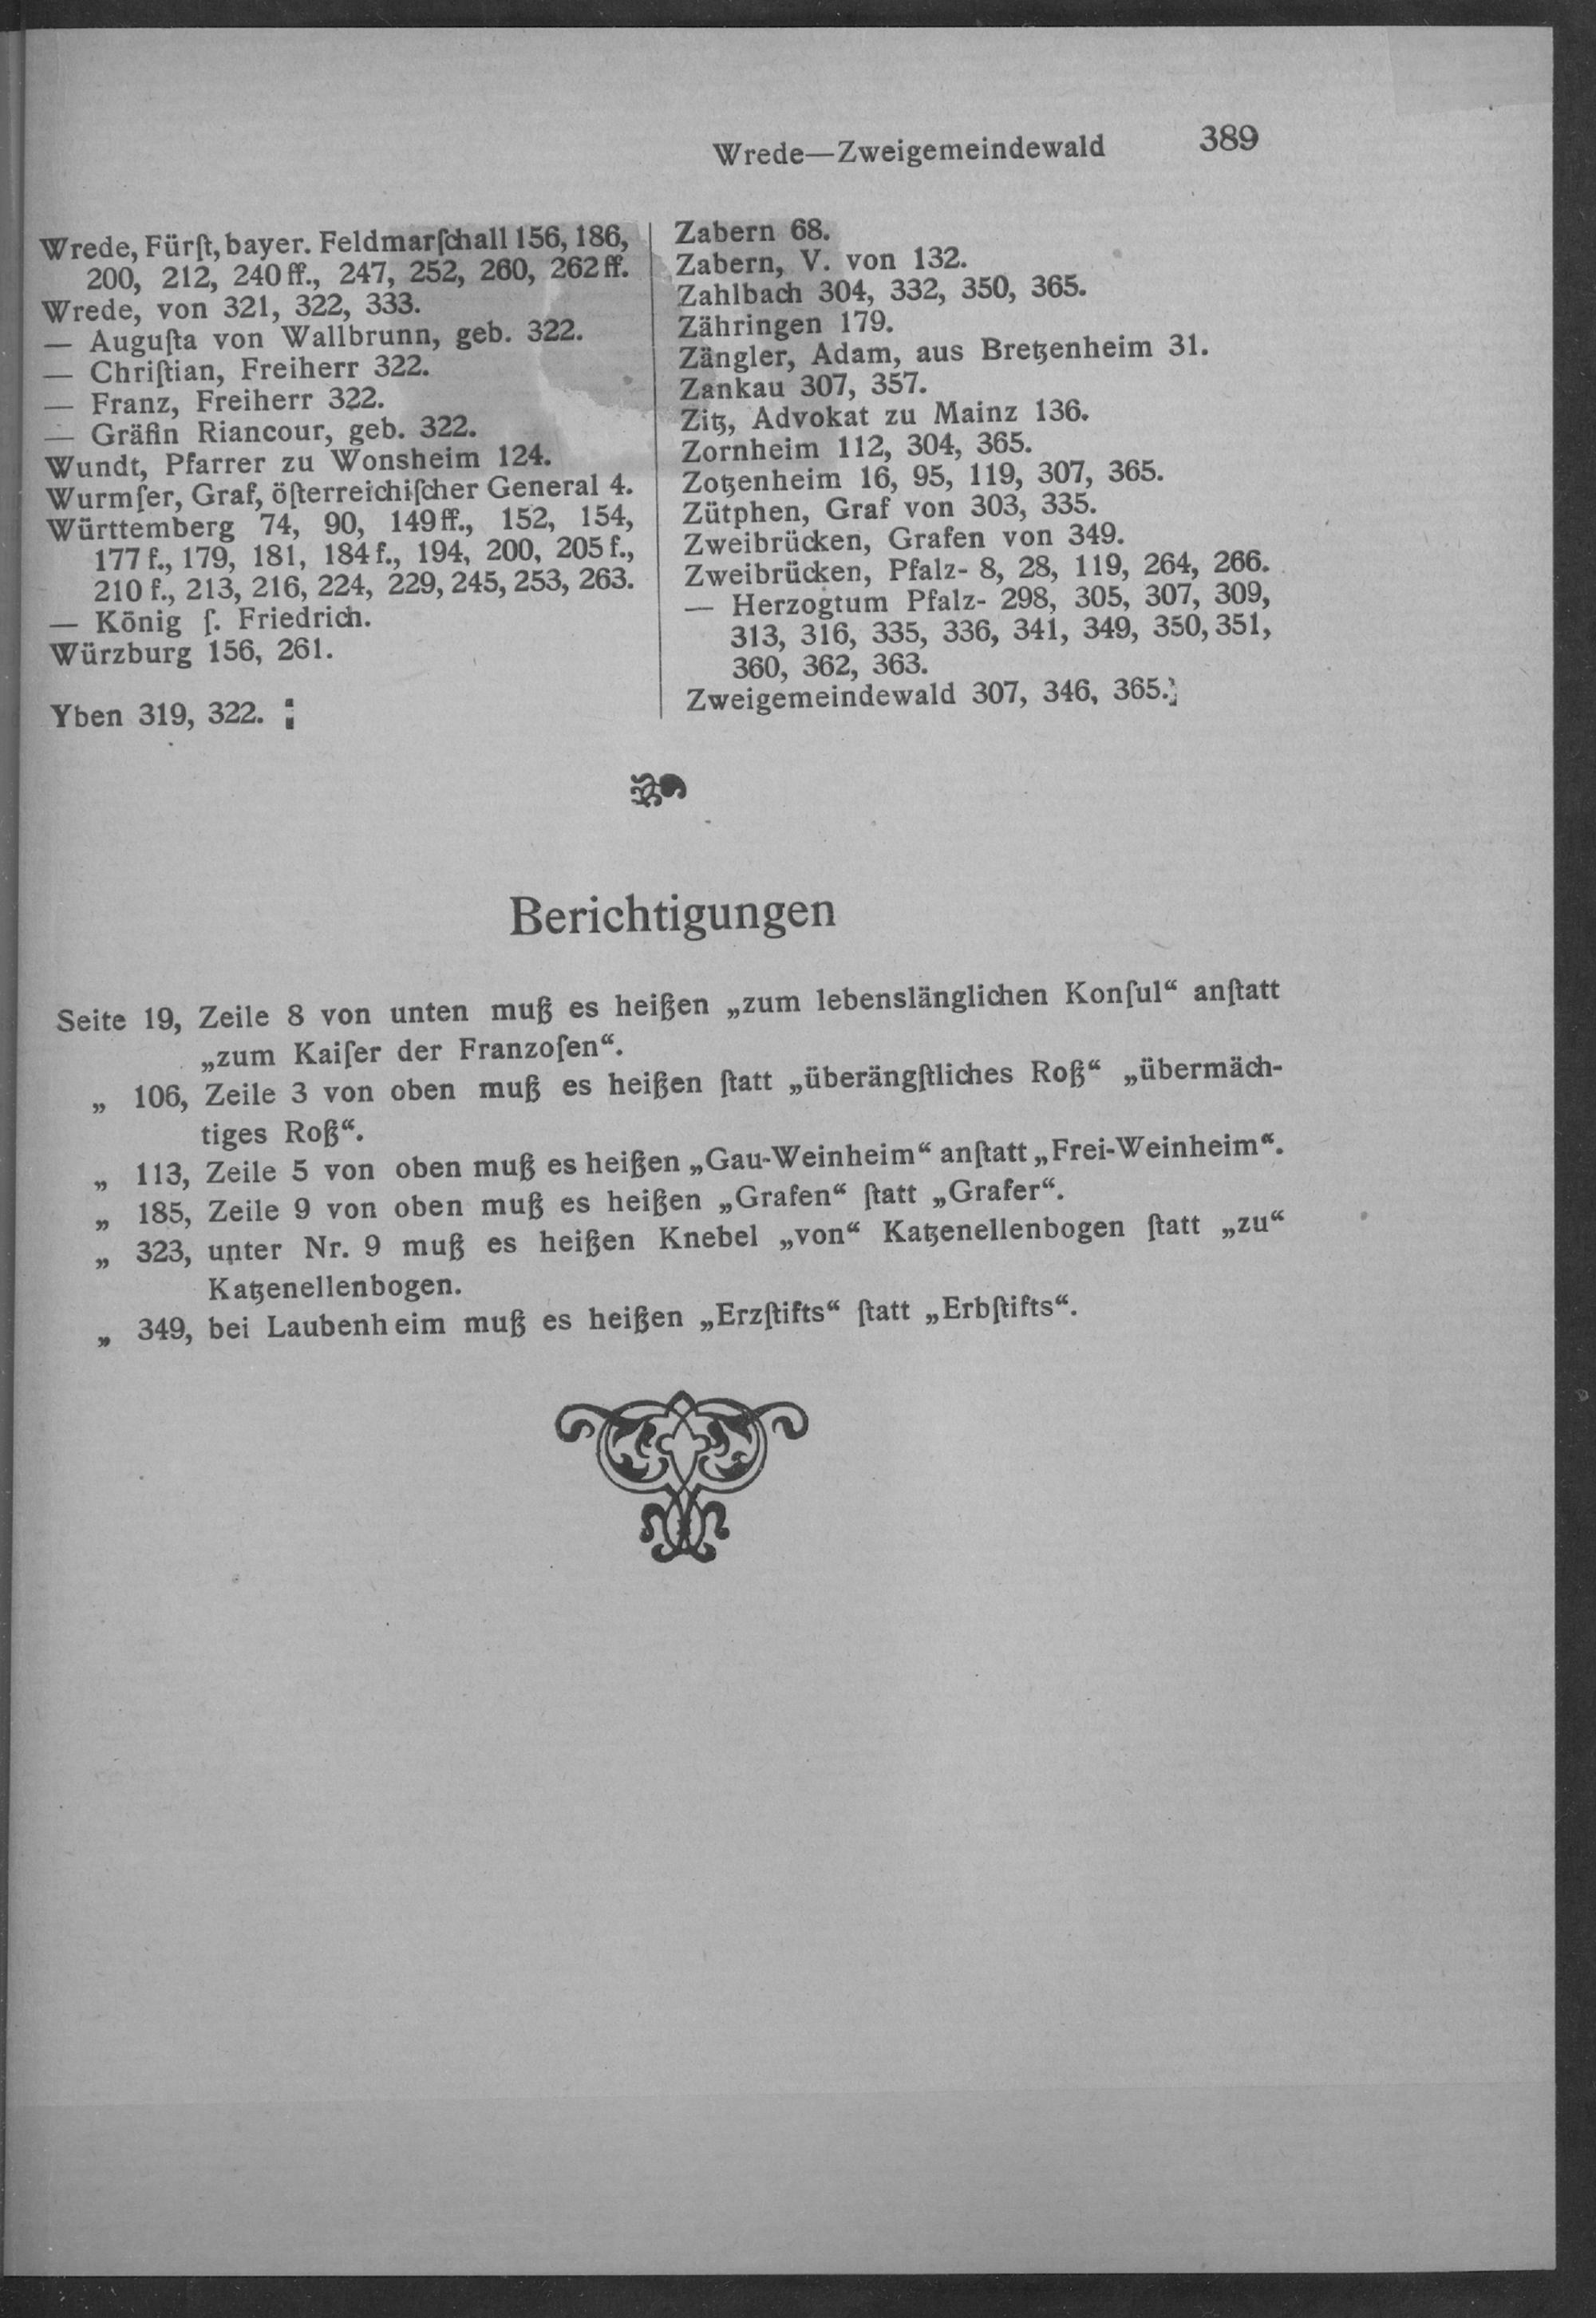 Wrede—Zweigemeindewald 389
Wrede, Fürſt, bayer. Feldmarſchall 156, 186,
200, 212, 240 ff., 247, 252, 260, 262 ff.
Wrede, von 321, 322, 333.
— Auguſta von Wallbrunn, geb. 322.
— Chriſtian, Freiherr 322.
— Franz, Freiherr 322.
— Gräfin Riancour, geb. 322.
Wundt, Pfarrer zu Wonsheim 124.
Wurmſer, Graf, öſterreichiſcher General 4.
Württemberg 74, 90, 149 ff., 152, 154,
177 f., 179, 181, 184 f., 194, 200, 205 f.,
210 f., 213, 216, 224, 229, 245, 253, 263.
— König ſ. Friedrich.
Würzburg 156, 261.
Yben 319, 322.
Zabern 68.
Zabern, V. von 132.
Zahlbach 304, 332, 350, 365.
Zähringen 179.
Zängler, Adam, aus Bretzenheim 31.
Zankau 307, 357.
Zitz, Advokat zu Mainz 136.
Zornheim 112, 304, 365.
Zotzenheim 16, 95, 119, 307, 365.
Zütphen, Graf von 303, 335.
Zweibrücken, Grafen von 349.
Zweibrücken, Pfalz- 8, 28, 119, 264, 266.
— Herzogtum Pfalz- 298, 305, 307, 309,
313, 316, 335, 336, 341, 349, 350, 351,
360, 362, 363.
Zweigemeindewald 307, 346, 365.
Berichtigungen
Seite 19, Zeile 8 von unten muß es heißen „zum lebenslänglichen Konſul“ anſtatt
„zum Kaiſer der Franzoſen“.
„ 106, Zeile 3 von oben muß es heißen ſtatt „überängſtliches Roß“ „übermäch-
tiges Roß“.
„ 113, Zeile 5 von oben muß es heißen „Gau-Weinheim“ anſtatt „Frei-Weinheim“.
„ 185, Zeile 9 von oben muß es heißen „Grafen“ ſtatt „Grafer“.
„ 323, unter Nr. 9 muß es heißen Knebel „von“ Katzenellenbogen ſtatt „zu“
Katzenellenbogen.
„ 349, bei Laubenheim muß es heißen „Erzſtifts“ ſtatt „Erbſtifts“.